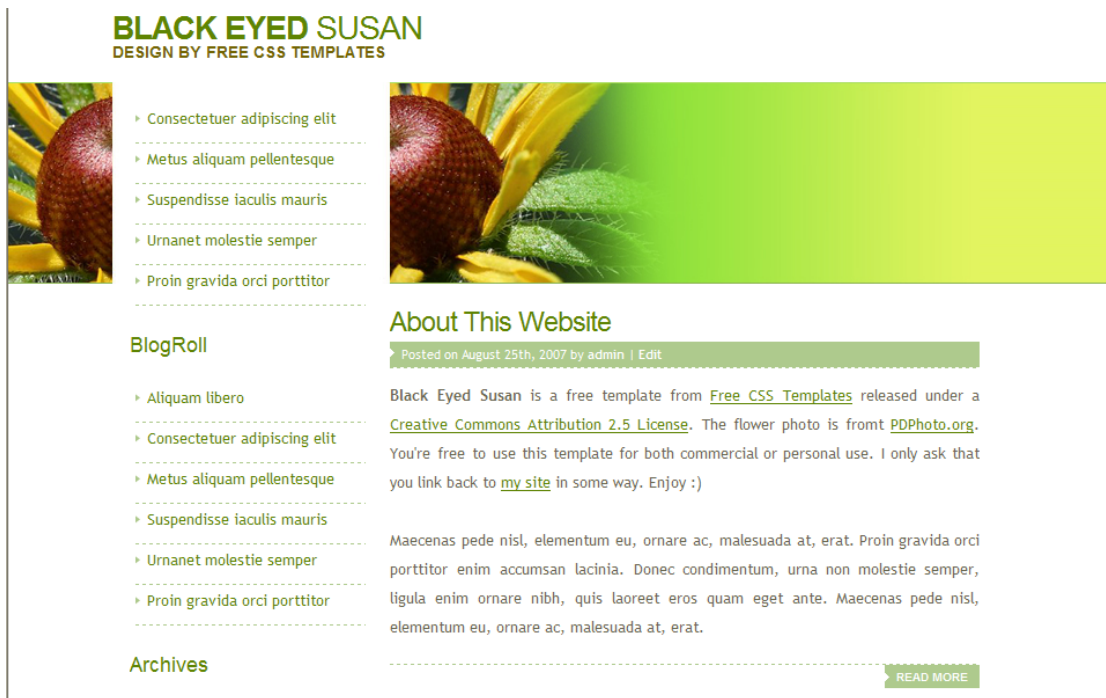 BLACK EYED SUSAN
DESIGN BY FREE CSS TEMPLATES
Consectetuer adipiscing elit
Metus aliquam pellentesque
Suspendisse iaculis mauris
Urnanet molestie semper
Proin gravida orci porttitor
BlogRoll
Aliquam libero
Consectetuer adipiscing elit
Metus aliquam pellentesque
Suspendisse iaculis mauris
Urnanet molestie semper
Proin gravida orci porttitor
Archives
About This Website
Posted on August 25th, 2007 by admin | Edit
Black Eyed Susan is a free template from Free CSS Templates released under a
Creative Commons Attribution 2.5 License. The flower photo is fromt PDPhoto.org.
You're free to use this template for both commercial or personal use. I only ask that
you link back to my site in some way. Enjoy :)
Maecenas pede nisl, elementum eu, ornare ac, malesuada at, erat. Proin gravida orci
porttitor enim accumsan lacinia. Donec condimentum, urna non molestie semper,
ligula enim ornare nibh, quis laoreet eros quam eget ante. Maecenas pede nisl,
elementum eu, ornare ac, malesuada at, erat.
READ MORE